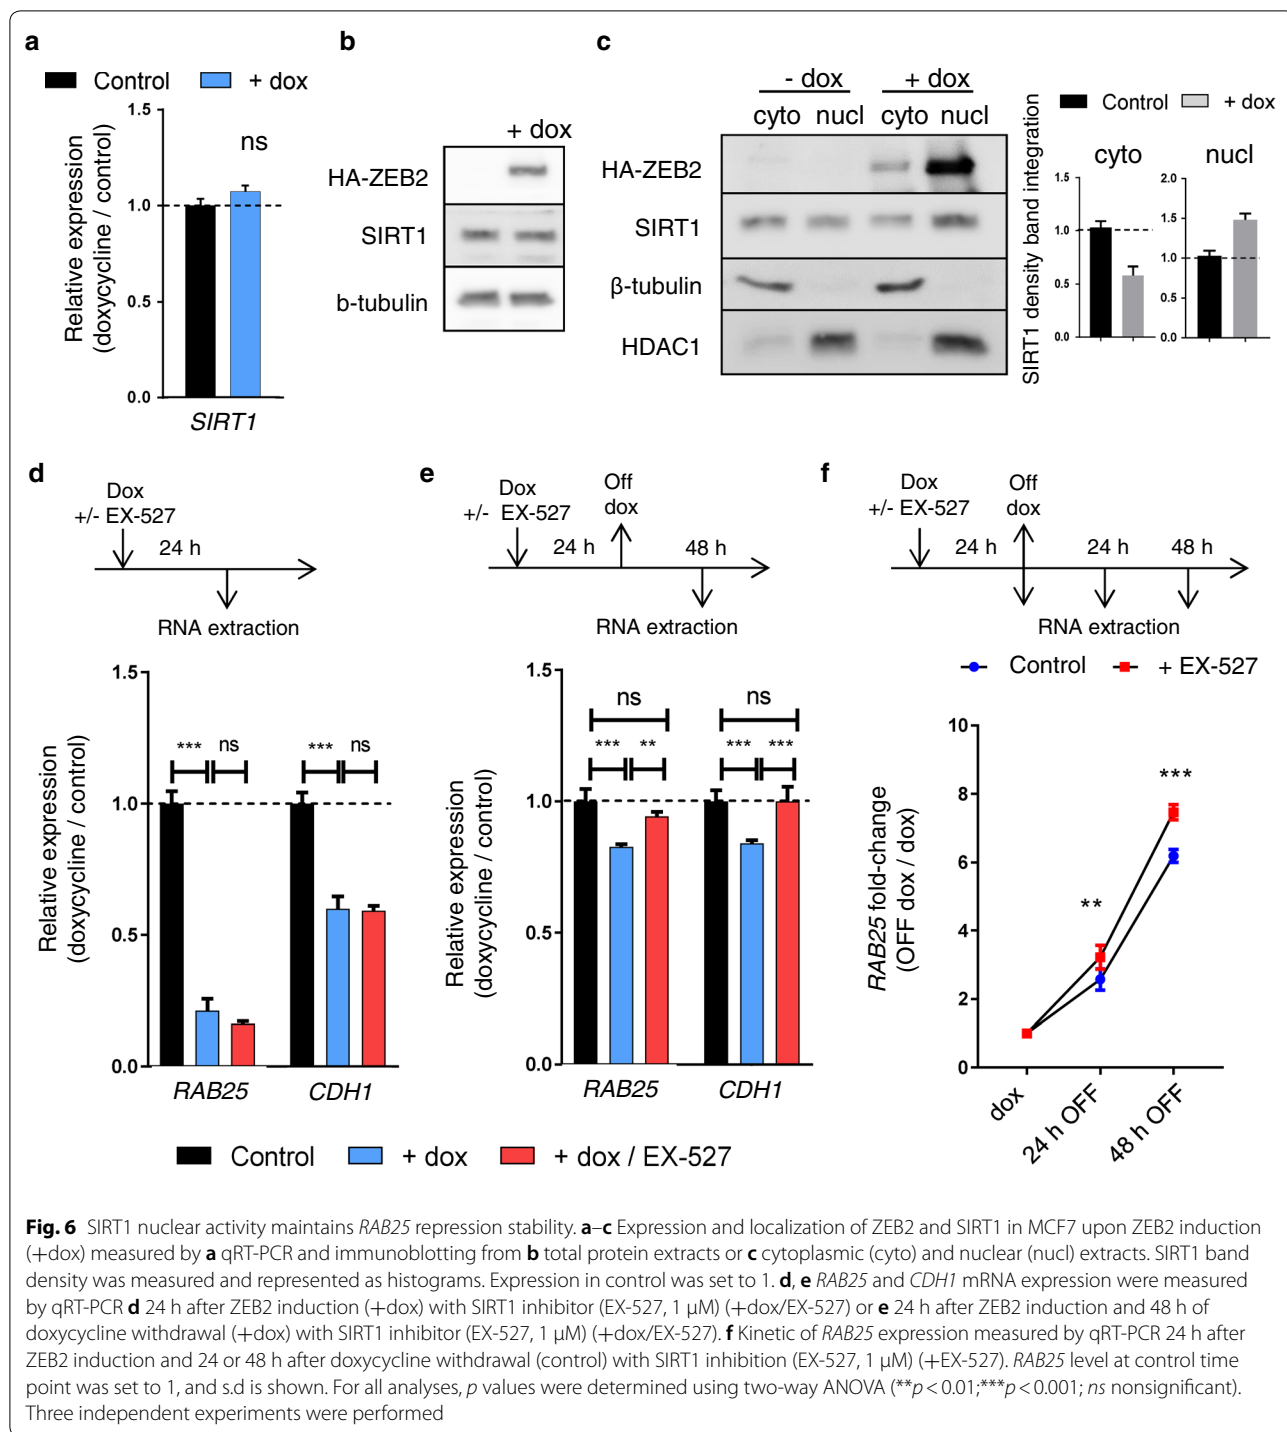 a
Control
+ dox
Relative expression
(doxycycline / control)
1.5
1.0
0.5
0.0
ns
SIRT1
b
+ dox
HA-ZEB2
SIRT1
b-tubulin
c
- dox
+ dox
cyto nucl cyto nucl
HA-ZEB2
SIRT1
β-tubulin
HDAC1
Control
+ dox
SIRT1 density band integration
cyto
1.5
1.0
0.5
0.0
nucl
2.0
1.5
1.0
0.5
0.0
d
Dox
+/- EX-527
24 h
RNA extraction
Relative expression
(doxycycline / control)
1.5
1.0
0.5
0.0
*** ns
*** ns
RAB25
CDH1
e
Dox
+/- EX-527
24 h
Off
dox
48 h
RNA extraction
Relative expression
(doxycycline / control)
1.5
1.0
0.5
0.0
ns
*** **
ns
*** ***
RAB25
CDH1
Control
+ dox
+ dox / EX-527
f
Dox
+/- EX-527
24 h
Off
dox
24 h
48 h
RNA extraction
Control
+ EX-527
RAB25 fold-change
(OFF dox / dox)
10
8
6
4
2
0
**
***
dox
24 h OFF
48 h OFF
Fig. 6 SIRT1 nuclear activity maintains RAB25 repression stability. a–c Expression and localization of ZEB2 and SIRT1 in MCF7 upon ZEB2 induction
(+dox) measured by a qRT-PCR and immunoblotting from b total protein extracts or c cytoplasmic (cyto) and nuclear (nucl) extracts. SIRT1 band
density was measured and represented as histograms. Expression in control was set to 1. d, e RAB25 and CDH1 mRNA expression were measured
by qRT-PCR d 24 h after ZEB2 induction (+dox) with SIRT1 inhibitor (EX-527, 1 µM) (+dox/EX-527) or e 24 h after ZEB2 induction and 48 h of
doxycycline withdrawal (+dox) with SIRT1 inhibitor (EX-527, 1 µM) (+dox/EX-527). f Kinetic of RAB25 expression measured by qRT-PCR 24 h after
ZEB2 induction and 24 or 48 h after doxycycline withdrawal (control) with SIRT1 inhibition (EX-527, 1 µM) (+EX-527). RAB25 level at control time
point was set to 1, and s.d is shown. For all analyses, p values were determined using two-way ANOVA (**p < 0.01;***p < 0.001; ns nonsignificant).
Three independent experiments were performed